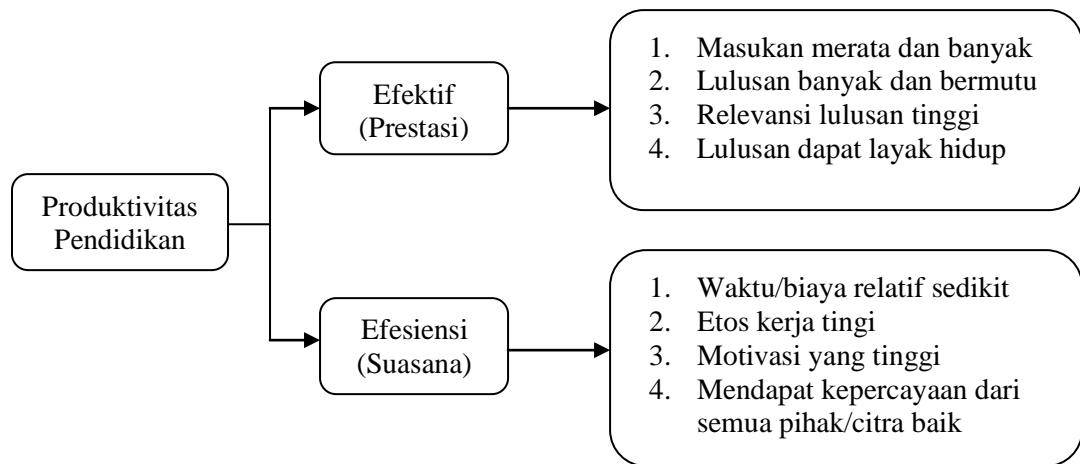 Produktivitas
Pendidikan
Efektif
(Prestasi)
1. Masukan merata dan banyak
2. Lulusan banyak dan bermutu
3. Relevansi lulusan tinggi
4. Lulusan dapat layak hidup
Efesiensi
(Suasana)
1. Waktu/biaya relatif sedikit
2. Etos kerja tingi
3. Motivasi yang tinggi
4. Mendapat kepercayaan dari
semua pihak/citra baik